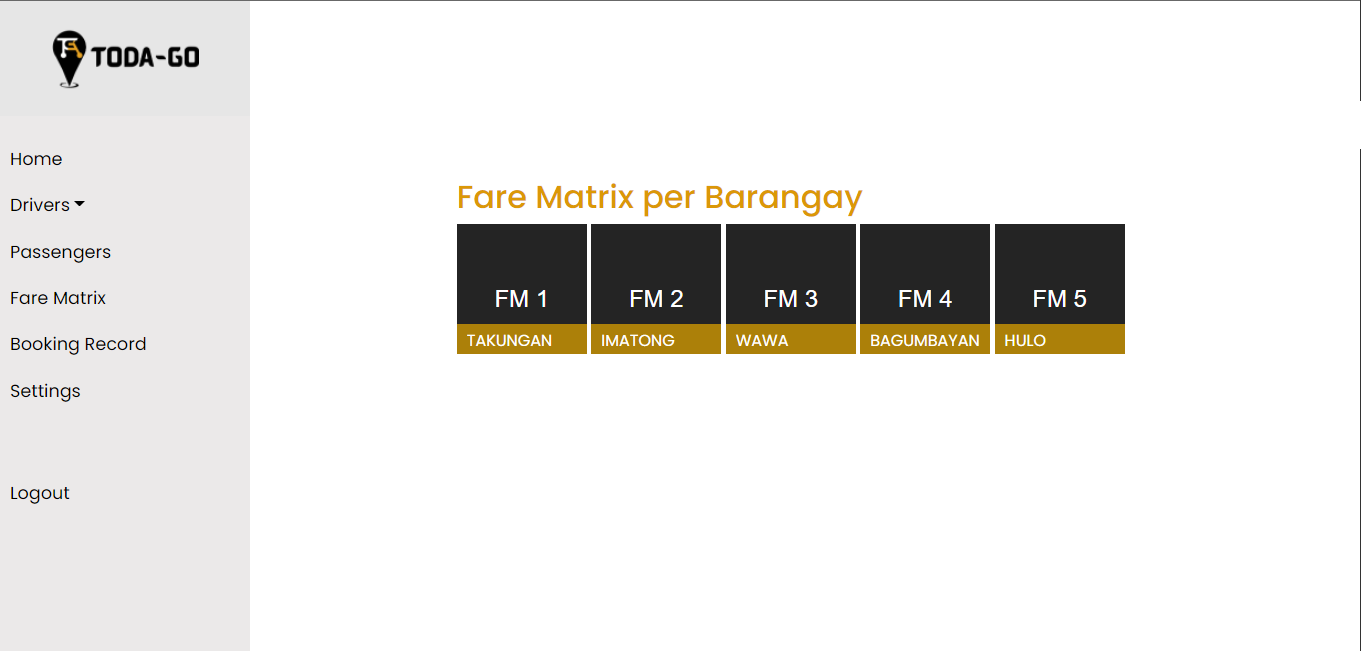 TODA-GO
Home
Drivers
Passengers
Fare Matrix
Booking Record
Settings
Logout
Fare Matrix per Barangay
FM 1
FM 2
FM 3
FM 4
FM 5
TAKUNGAN
IMATONG
WAWA
BAGUMBAYAN
HULO